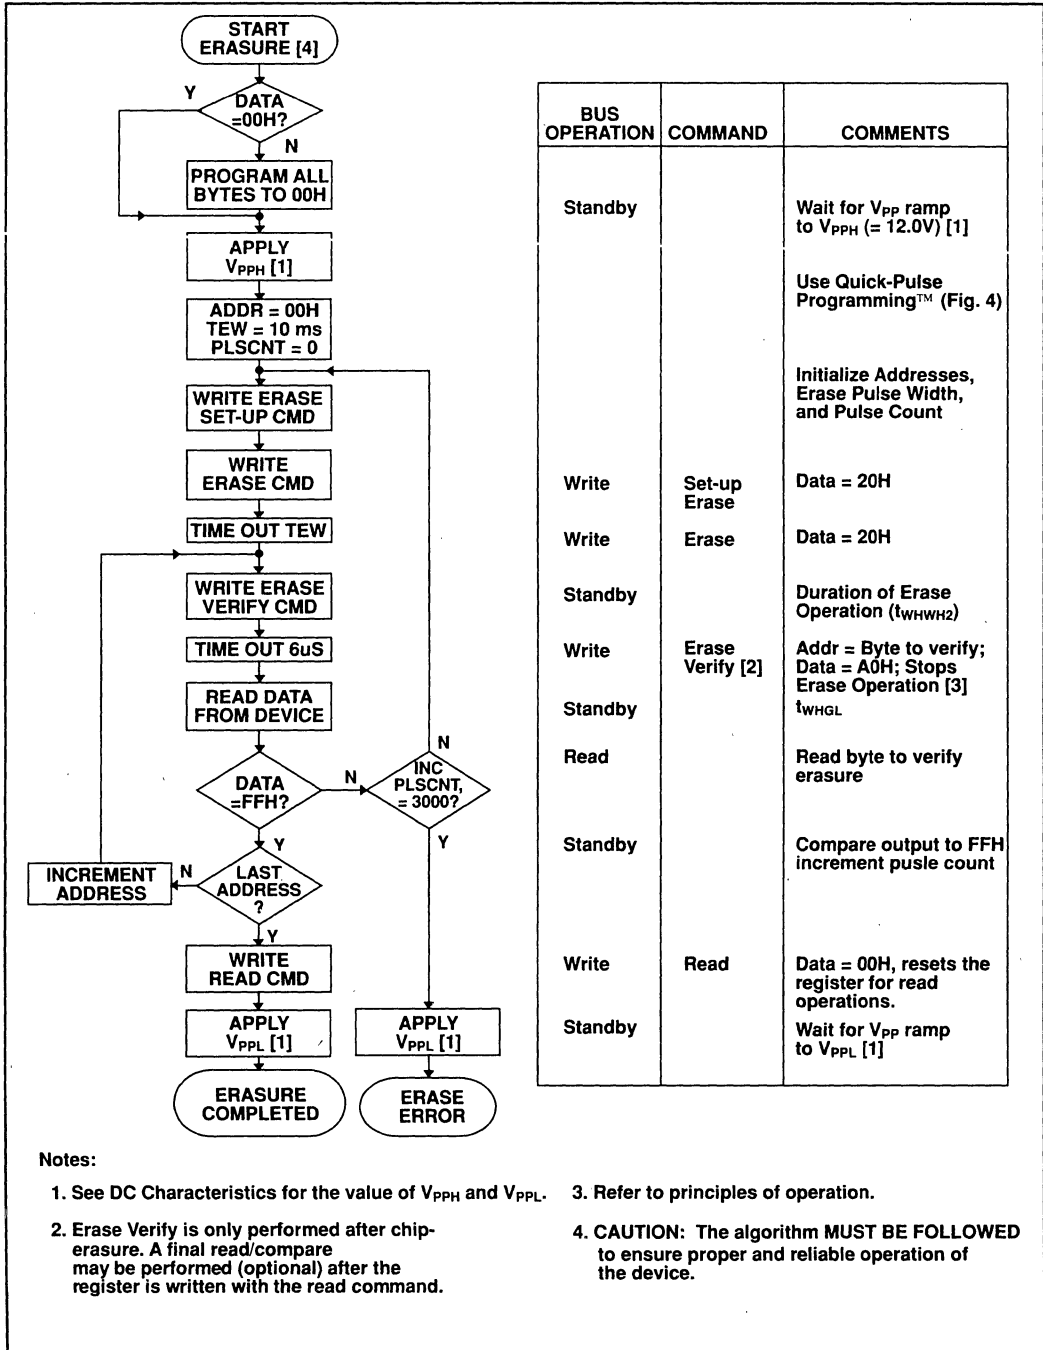 START
ERASURE [4]
Y
DATA
=00H?
N
PROGRAM ALL
BYTES TO 00H
APPLY
VPPH [1]
ADDR = 00H
TEW = 10 ms
PLSCNT = 0
WRITE ERASE
SET-UP CMD
WRITE
ERASE CMD
TIME OUT TEW
WRITE ERASE
VERIFY CMD
TIME OUT 6uS
READ DATA
FROM DEVICE
DATA
=FFH?
N
INC
PLSCNT,
= 3000?
N
Y
Y
LAST
ADDRESS
?
N
INCREMENT
ADDRESS
Y
WRITE
READ CMD
APPLY
VPPL [1]
ERASURE
COMPLETED
APPLY
VPPL [1]
ERASE
ERROR
BUS
OPERATION COMMAND COMMENTS
Standby Wait for VPP ramp
to VPPH (= 12.0V) [1]
Use Quick-Pulse
Programming™ (Fig. 4)
Initialize Addresses,
Erase Pulse Width,
and Pulse Count
Write Set-up Data = 20H
Erase
Write Erase Data = 20H
Standby Duration of Erase
Operation (tWHWH2)
Write Erase Addr = Byte to verify;
Verify [2] Data = A0H; Stops
Erase Operation [3]
Standby tWHGL
Read Read byte to verify
erasure
Standby Compare output to FFH
increment pusle count
Write Read Data = 00H, resets the
register for read
operations.
Standby Wait for VPP ramp
to VPPL [1]
Notes:
1. See DC Characteristics for the value of VPPH and VPPL.
2. Erase Verify is only performed after chip-
erasure. A final read/compare
may be performed (optional) after the
register is written with the read command.
3. Refer to principles of operation.
4. CAUTION: The algorithm MUST BE FOLLOWED
to ensure proper and reliable operation of
the device.